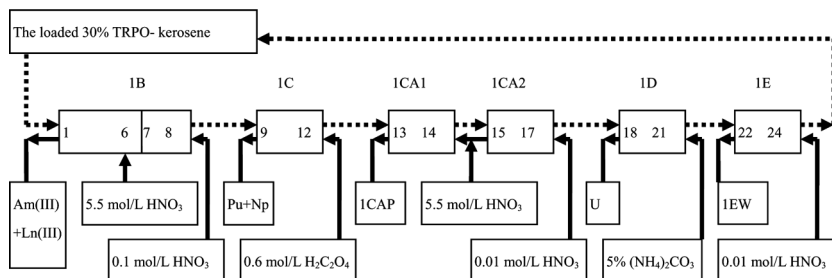 The loaded 30% TRPO- kerosene
1B 1C 1CA1 1CA2 1D 1E
1 6 7 8 9 12 13 14 15 17 18 21 22 24
Am(III)
+Ln(III)
5.5 mol/L HNO₃
Pu+Np
1CAP
5.5 mol/L HNO₃
U
1EW
0.1 mol/L HNO₃
0.6 mol/L H₂C₂O₄
0.01 mol/L HNO₃
5% (NH₄)₂CO₃
0.01 mol/L HNO₃